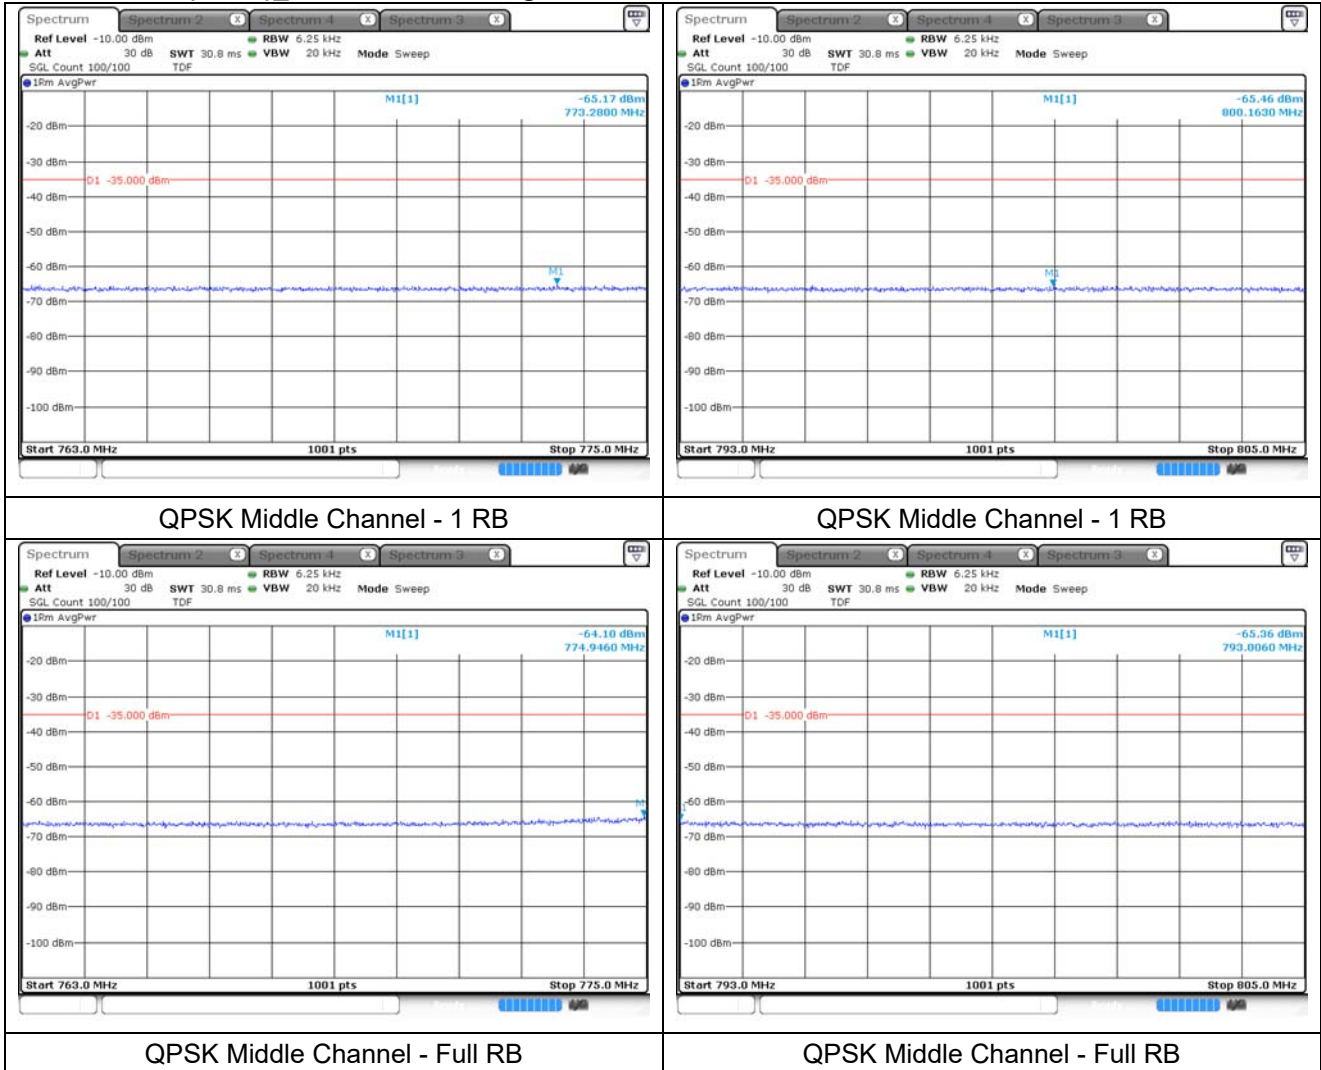 Spectrum Spectrum 2 X Spectrum 4 X Spectrum 3 X
Ref Level -10.00 dBm RBW 6.25 kHz
Att 30 dB SWT 30.8 ms VBW 20 kHz Mode Sweep
SGL Count 100/100 TDF
1Rm AvgPwr
M1[1] -65.17 dBm
773.2800 MHz
-20 dBm
-30 dBm
D1 -35.000 dBm
-40 dBm
-50 dBm
-60 dBm
M1
-70 dBm
-80 dBm
-90 dBm
-100 dBm
Start 763.0 MHz 1001 pts Stop 775.0 MHz
Spectrum Spectrum 2 X Spectrum 4 X Spectrum 3 X
Ref Level -10.00 dBm RBW 6.25 kHz
Att 30 dB SWT 30.8 ms VBW 20 kHz Mode Sweep
SGL Count 100/100 TDF
1Rm AvgPwr
M1[1] -65.46 dBm
800.1630 MHz
-20 dBm
-30 dBm
D1 -35.000 dBm
-40 dBm
-50 dBm
-60 dBm
M1
-70 dBm
-80 dBm
-90 dBm
-100 dBm
Start 793.0 MHz 1001 pts Stop 805.0 MHz
QPSK Middle Channel - 1 RB
QPSK Middle Channel - 1 RB
Spectrum Spectrum 2 X Spectrum 4 X Spectrum 3 X
Ref Level -10.00 dBm RBW 6.25 kHz
Att 30 dB SWT 30.8 ms VBW 20 kHz Mode Sweep
SGL Count 100/100 TDF
1Rm AvgPwr
M1[1] -64.10 dBm
774.9460 MHz
-20 dBm
-30 dBm
D1 -35.000 dBm
-40 dBm
-50 dBm
-60 dBm
M
-70 dBm
-80 dBm
-90 dBm
-100 dBm
Start 763.0 MHz 1001 pts Stop 775.0 MHz
Spectrum Spectrum 2 X Spectrum 4 X Spectrum 3 X
Ref Level -10.00 dBm RBW 6.25 kHz
Att 30 dB SWT 30.8 ms VBW 20 kHz Mode Sweep
SGL Count 100/100 TDF
1Rm AvgPwr
M1[1] -65.36 dBm
793.0060 MHz
-20 dBm
-30 dBm
D1 -35.000 dBm
-40 dBm
-50 dBm
-60 dBm
1
-70 dBm
-80 dBm
-90 dBm
-100 dBm
Start 793.0 MHz 1001 pts Stop 805.0 MHz
QPSK Middle Channel - Full RB
QPSK Middle Channel - Full RB